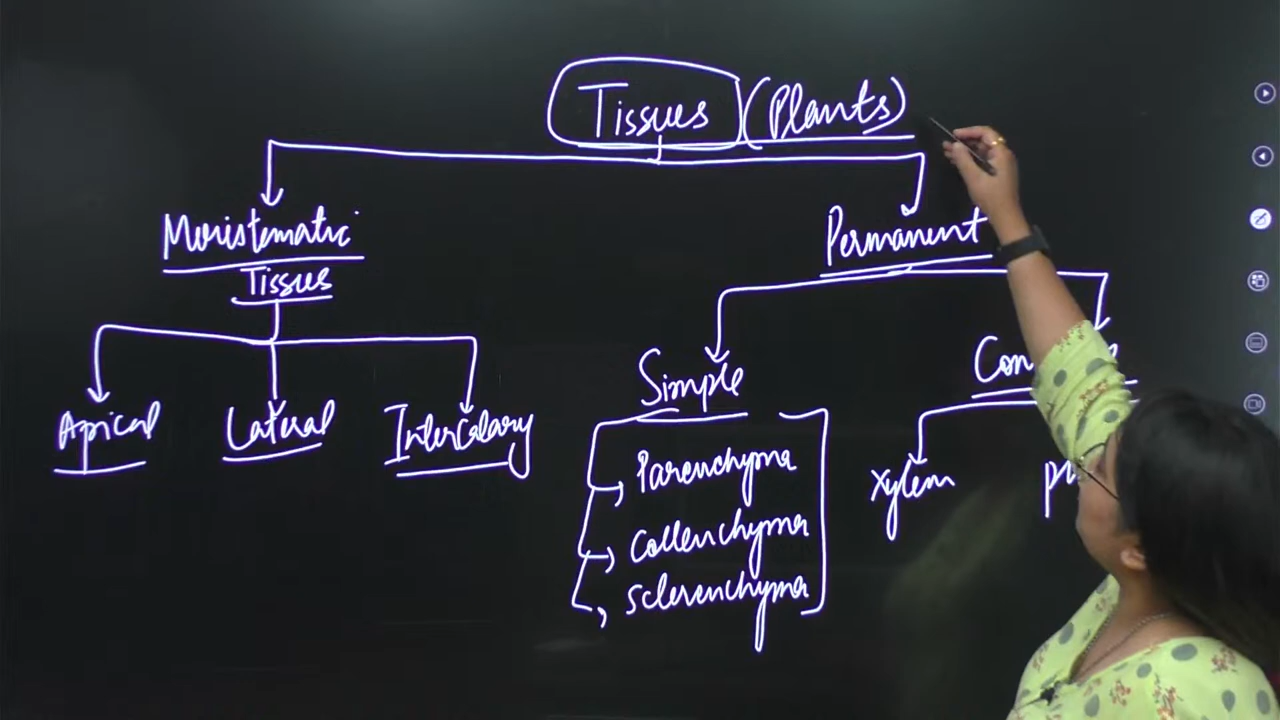 Tissues (Plants)
Meristematic
Tissues
Permanent
Apical
Lateral
Intercalary
Simple
Parenchyma
Collenchyma
Sclerenchyma
xylem